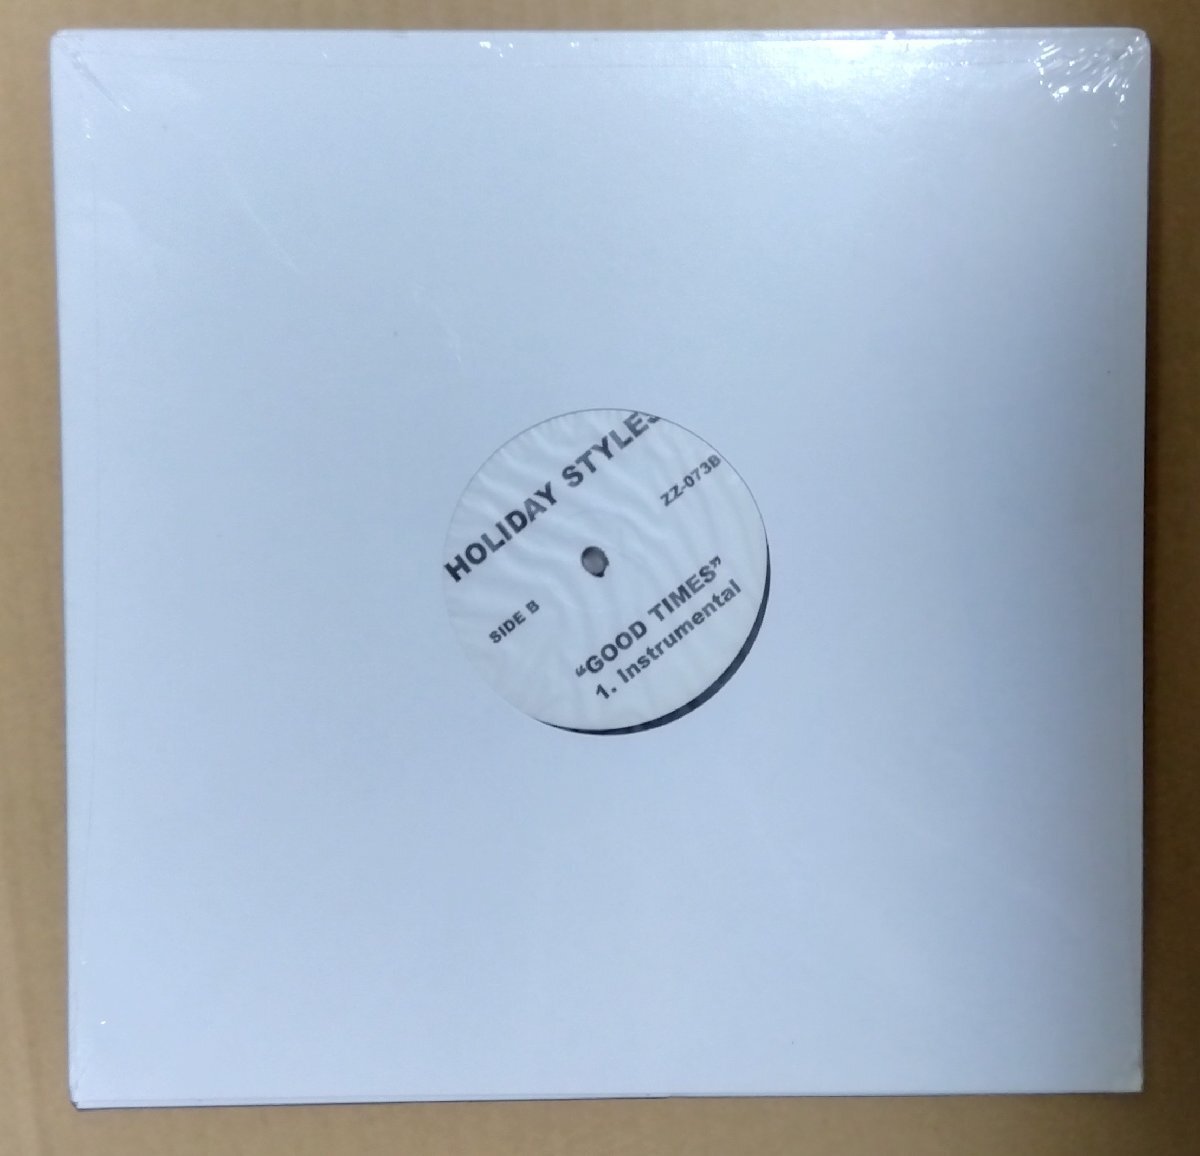 HOLIDAY STYLES
ZZ-073B
SIDE B
“GOOD TIMES”
1. Instrumental